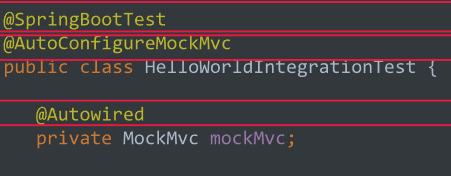 @SpringBootTest
@AutoConfigureMockMvc
public class HelloWorldIntegrationTest {
@Autowired
private MockMvc mockMvc;